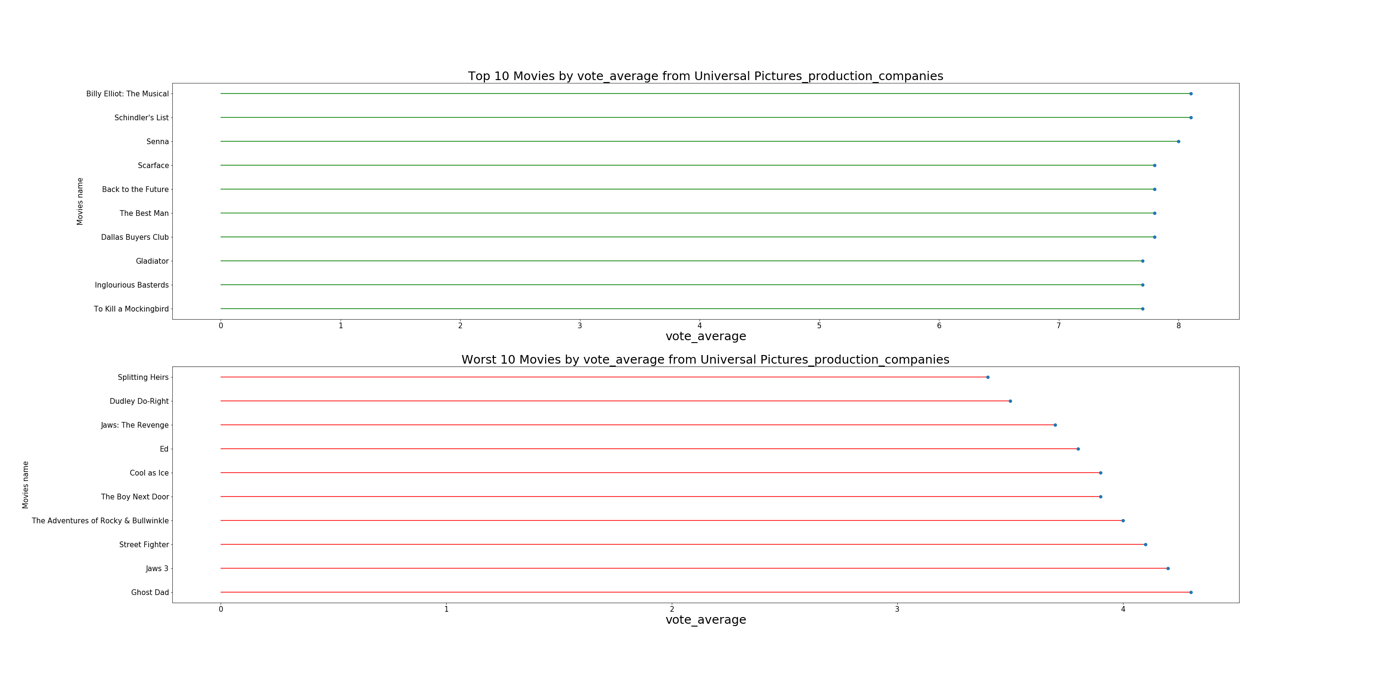 Top 10 Movies by vote_average from Universal Pictures_production_companies
Movies name
Billy Elliot: The Musical
Schindler's List
Senna
Scarface
Back to the Future
The Best Man
Dallas Buyers Club
Gladiator
Inglourious Basterds
To Kill a Mockingbird
0 1 2 3 4 5 6 7 8
vote_average
Worst 10 Movies by vote_average from Universal Pictures_production_companies
Movies name
Splitting Heirs
Dudley Do-Right
Jaws: The Revenge
Ed
Cool as Ice
The Boy Next Door
The Adventures of Rocky & Bullwinkle
Street Fighter
Jaws 3
Ghost Dad
0 1 2 3 4
vote_average